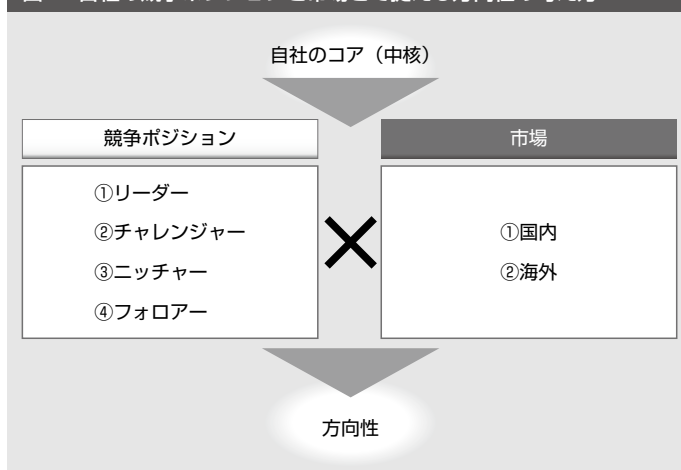 自社のコア（中核）
競争ポジション
市場
①リーダー
②チャレンジャー
③ニッチャー
④フォロアー
①国内
②海外
方向性